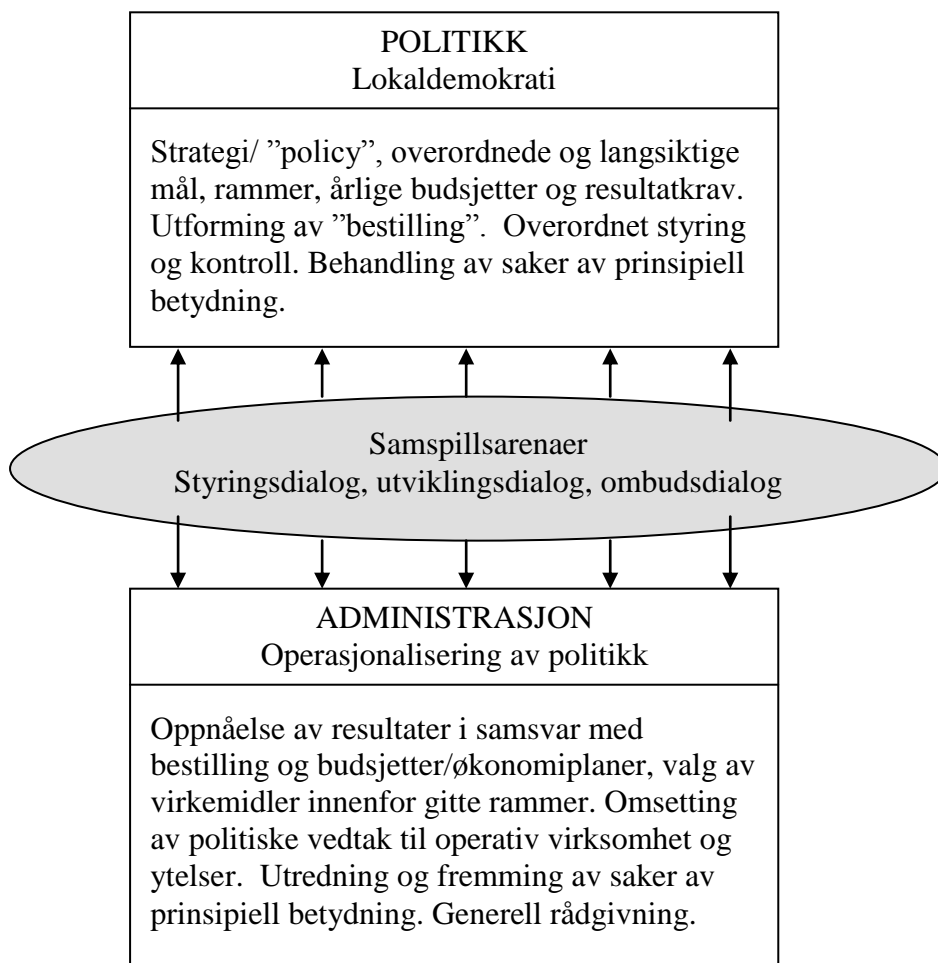 POLITIKK
Lokaldemokrati
Strategi/ ”policy”, overordnede og langsiktige
mål, rammer, årlige budsjetter og resultatkrav.
Utforming av ”bestilling”.  Overordnet styring
og kontroll. Behandling av saker av prinsipiell
betydning.
Samspillsarenaer
Styringsdialog, utviklingsdialog, ombudsdialog
ADMINISTRASJON
Operasjonalisering av politikk
Oppnåelse av resultater i samsvar med
bestilling og budsjetter/økonomiplaner, valg av
virkemidler innenfor gitte rammer. Omsetting
av politiske vedtak til operativ virksomhet og
ytelser.  Utredning og fremming av saker av
prinsipiell betydning. Generell rådgivning.